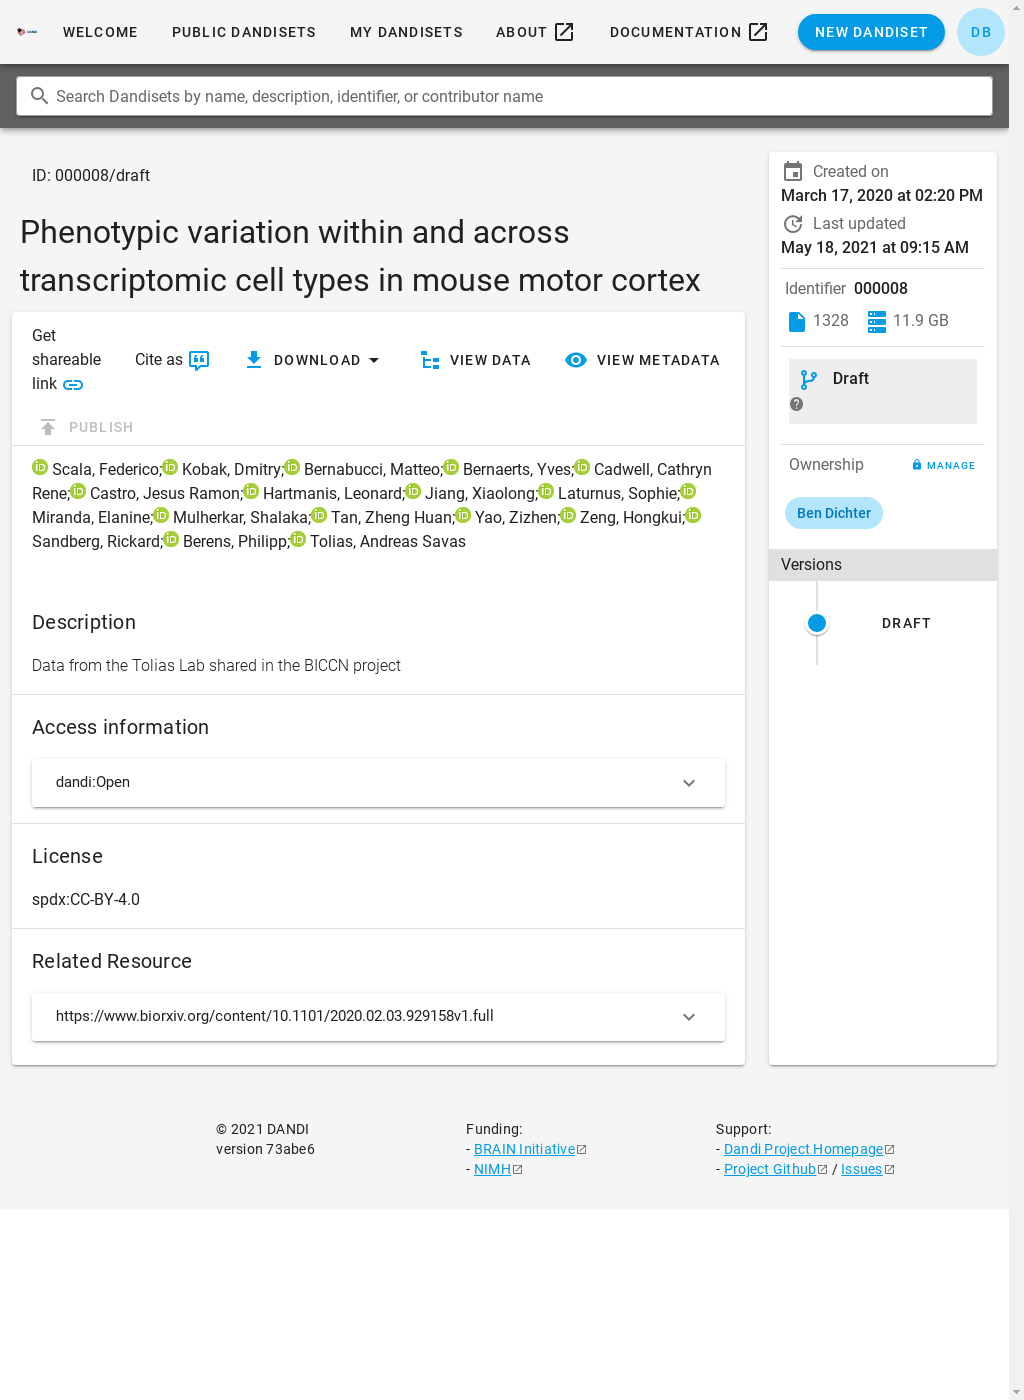 WELCOME PUBLIC DANDISETS MY DANDISETS ABOUT DOCUMENTATION NEW DANDISET DB
Search Dandisets by name, description, identifier, or contributor name
ID: 000008/draft
Phenotypic variation within and across
transcriptomic cell types in mouse motor cortex
Get
shareable
link
Cite as
DOWNLOAD
VIEW DATA
VIEW METADATA
PUBLISH
Scala, Federico; Kobak, Dmitry; Bernabucci, Matteo; Bernaerts, Yves; Cadwell, Cathryn
Rene; Castro, Jesus Ramon; Hartmanis, Leonard; Jiang, Xiaolong; Laturnus, Sophie;
Miranda, Elanine; Mulherkar, Shalaka; Tan, Zheng Huan; Yao, Zizhen; Zeng, Hongkui;
Sandberg, Rickard; Berens, Philipp; Tolias, Andreas Savas
Description
Data from the Tolias Lab shared in the BICCN project
Access information
dandi:Open
License
spdx:CC-BY-4.0
Related Resource
https://www.biorxiv.org/content/10.1101/2020.02.03.929158v1.full
Created on
March 17, 2020 at 02:20 PM
Last updated
May 18, 2021 at 09:15 AM
Identifier 000008
1328 11.9 GB
Draft
Ownership MANAGE
Ben Dichter
Versions
DRAFT
© 2021 DANDI
version 73abe6
Funding:
- BRAIN Initiative
- NIMH
Support:
- Dandi Project Homepage
- Project Github / Issues